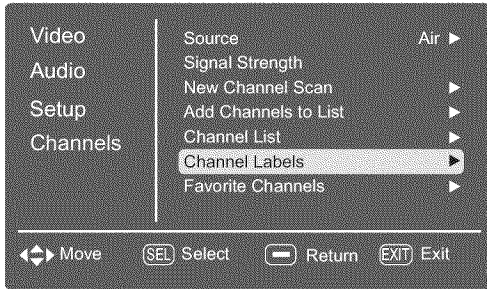 Video
Audio
Setup
Channels
Source Air
Signal Strength
New Channel Scan
Add Channels to List
Channel List
Channel Labels
Favorite Channels
Move SEL Select Return EXIT Exit